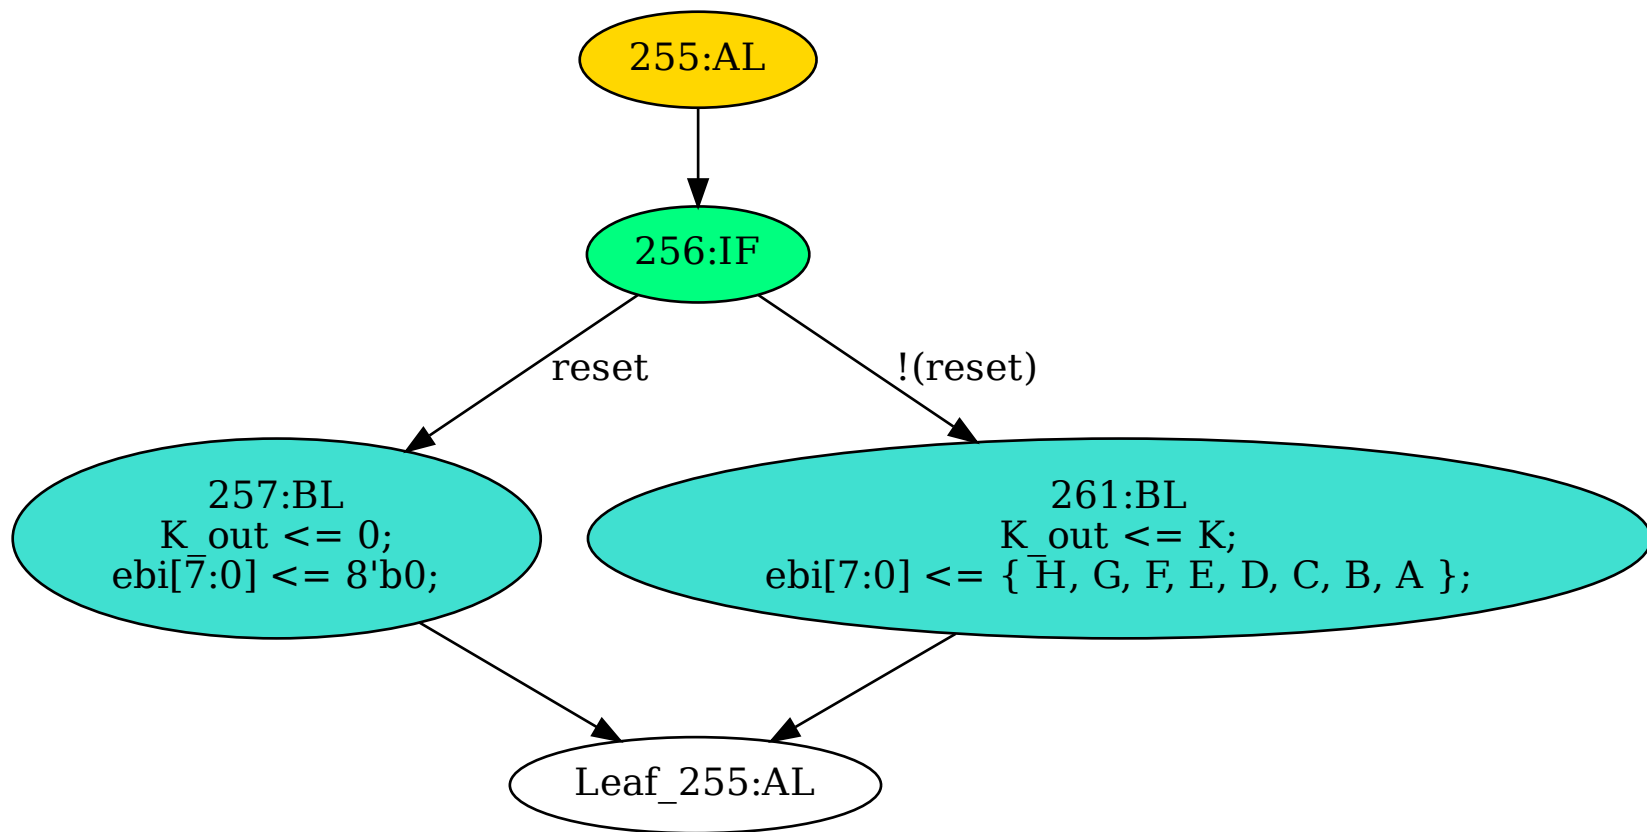 255:AL
256:IF
reset
!(reset)
257:BL
K_out <= 0;
ebi[7:0] <= 8'b0;
261:BL
K_out <= K;
ebi[7:0] <= { H, G, F, E, D, C, B, A };
Leaf_255:AL